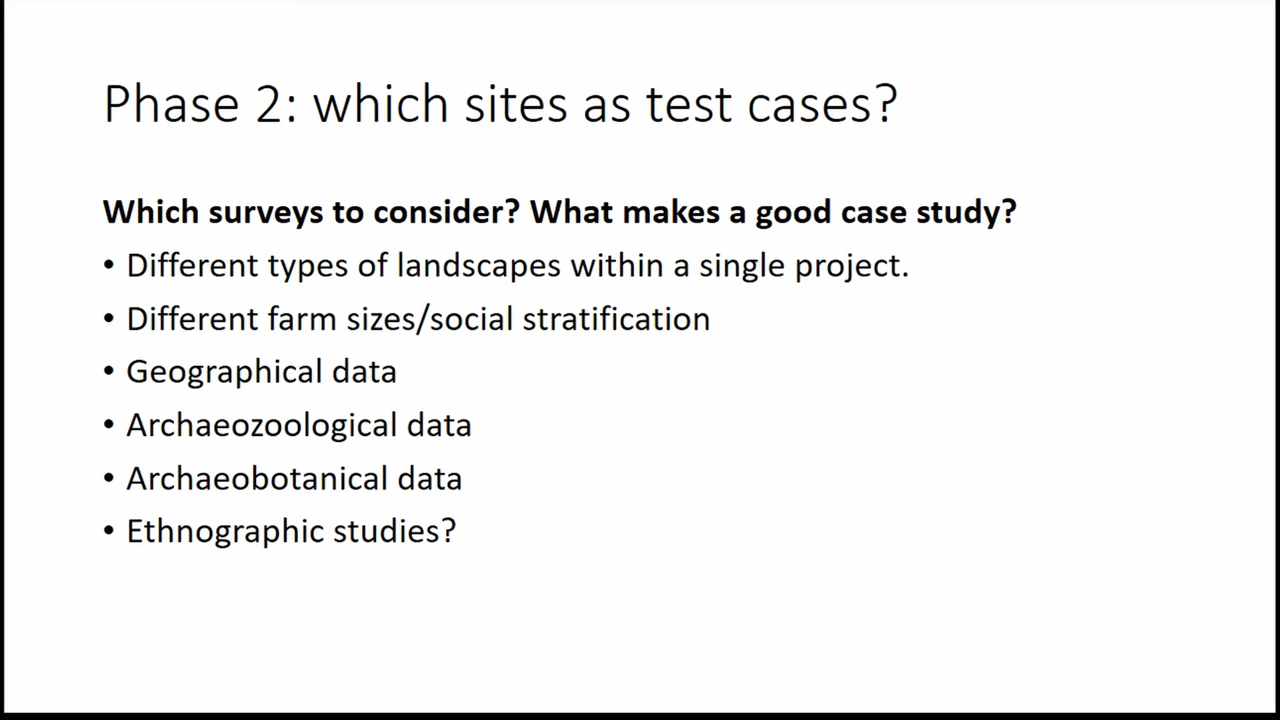 Phase 2: which sites as test cases?
Which surveys to consider? What makes a good case study?
• Different types of landscapes within a single project.
• Different farm sizes/social stratification
• Geographical data
• Archaeozoological data
• Archaeobotanical data
• Ethnographic studies?